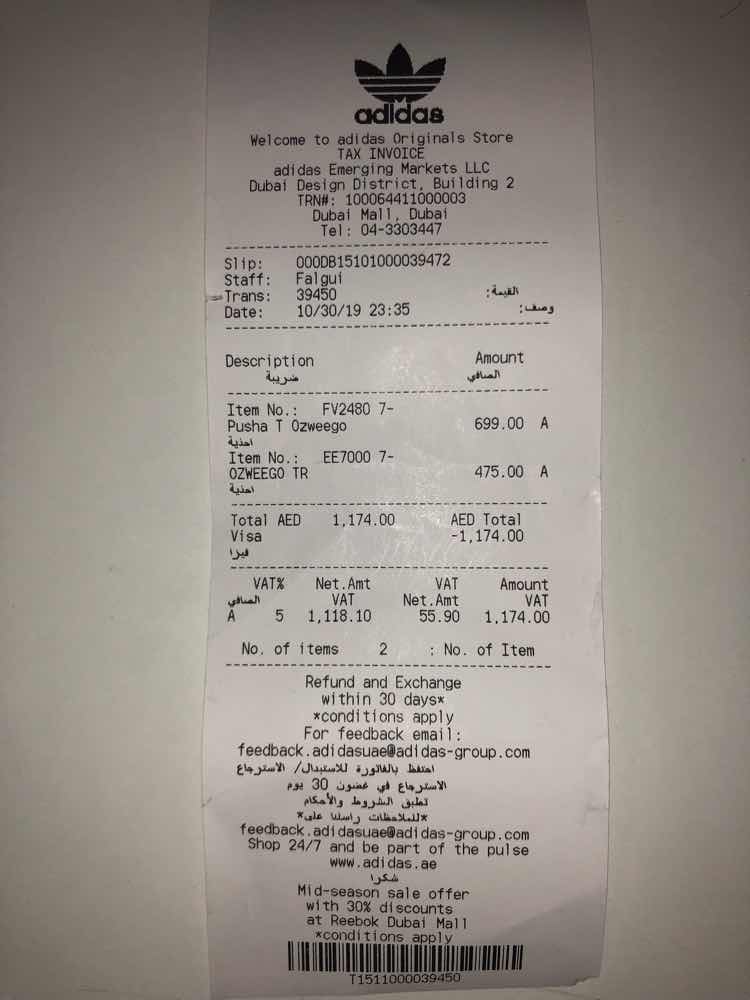 adidas
Welcome to adidas Originals Store
TAX INVOICE
adidas Emerging Markets LLC
Dubai Design District, Building 2
TRN#: 100064411000003
Dubai Mall, Dubai
Tel: 04-3303447
Slip: 000DB15101000039472
Staff: Falgui
Trans: 39450 القيمة:
Date: 10/30/19 23:35 وصف:
Description Amount
ضريبة الصافي
Item No.: FV2480 7-
Pusha T Ozweego 699.00 A
احذية
Item No.: EE7000 7-
OZWEEGO TR 475.00 A
احذية
Total AED 1,174.00 AED Total
Visa -1,174.00
فيزا
VAT% Net.Amt VAT Amount
الصافي VAT Net.Amt VAT
A 5 1,118.10 55.90 1,174.00
No. of items 2 : No. of Item
Refund and Exchange
within 30 days*
*conditions apply
For feedback email:
feedback.adidasuae@adidas-group.com
احتفظ بالفاتورة للاستبدال/ الاسترجاع
الاسترجاع في غضون 30 يوم
تطبق الشروط والأحكام
*للملاحظات راسلنا على*
feedback.adidasuae@adidas-group.com
Shop 24/7 and be part of the pulse
www.adidas.ae
شكرا
Mid-season sale offer
with 30% discounts
at Reebok Dubai Mall
*conditions apply
T1511000039450